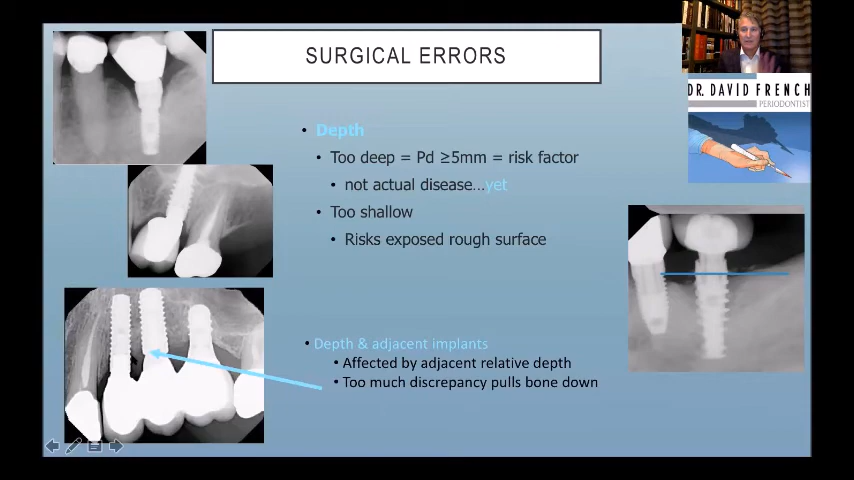 SURGICAL ERRORS
DR. DAVID FRENCH
PERIODONTIST
• Depth
• Too deep = Pd ≥5mm = risk factor
• not actual disease…yet
• Too shallow
• Risks exposed rough surface
• Depth & adjacent implants
• Affected by adjacent relative depth
• Too much discrepancy pulls bone down